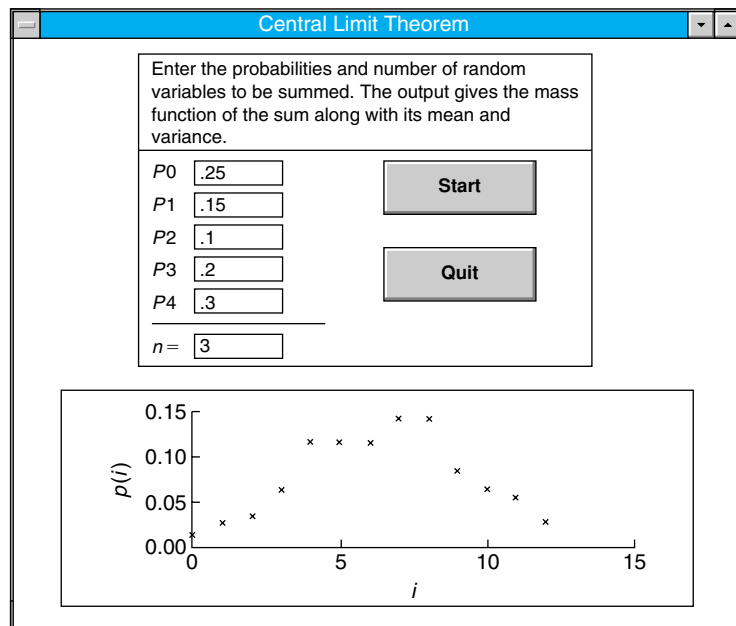 Central Limit Theorem
Enter the probabilities and number of random
variables to be summed. The output gives the mass
function of the sum along with its mean and
variance.
P0 .25
P1 .15
P2 .1
P3 .2
P4 .3
n = 3
Start
Quit
0.15
0.10
0.05
0.00
p(i)
0 5 10 15
i